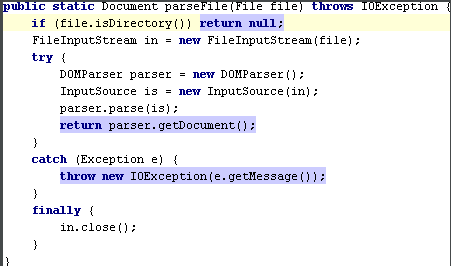 public static Document parseFile(File file) throws IOException {
    if (file.isDirectory()) return null;
    FileInputStream in = new FileInputStream(file);
    try {
        DOMParser parser = new DOMParser();
        InputSource is = new InputSource(in);
        parser.parse(is);
        return parser.getDocument();
    }
    catch (Exception e) {
        throw new IOException(e.getMessage());
    }
    finally {
        in.close();
    }
}